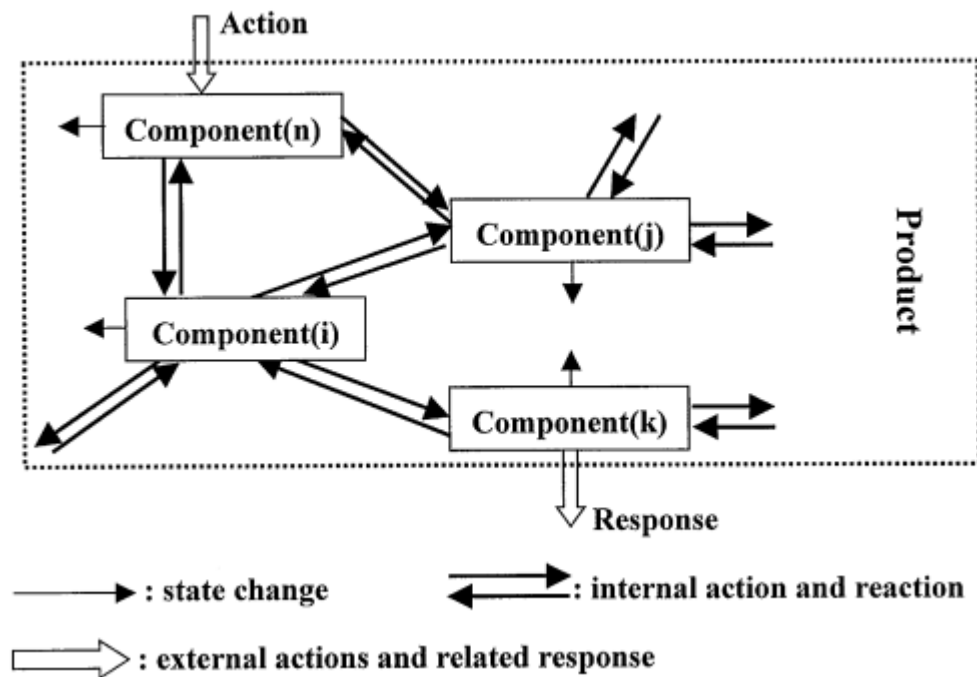 Action
Component(n)
Component(j)
Product
Component(i)
Component(k)
Response
: state change
: internal action and reaction
: external actions and related response